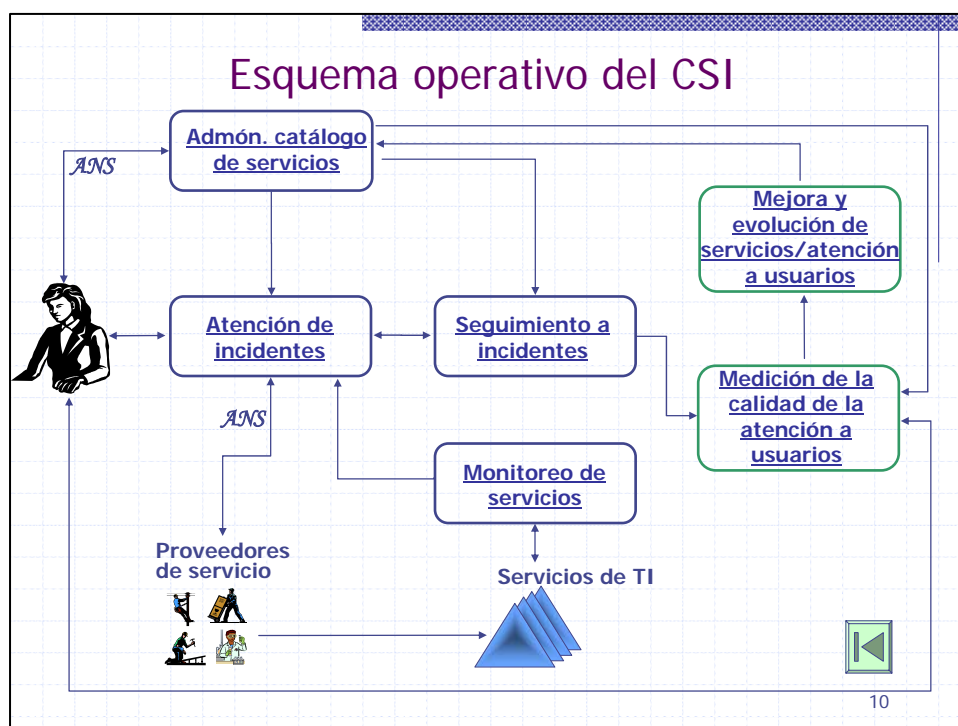 Esquema operativo del CSI
Admón. catálogo
de servicios
ANS
Mejora y
evolución de
servicios/atención
a usuarios
Atención de
incidentes
Seguimiento a
incidentes
Medición de la
calidad de la
atención a
usuarios
ANS
Monitoreo de
servicios
Proveedores
de servicio
Servicios de TI
10